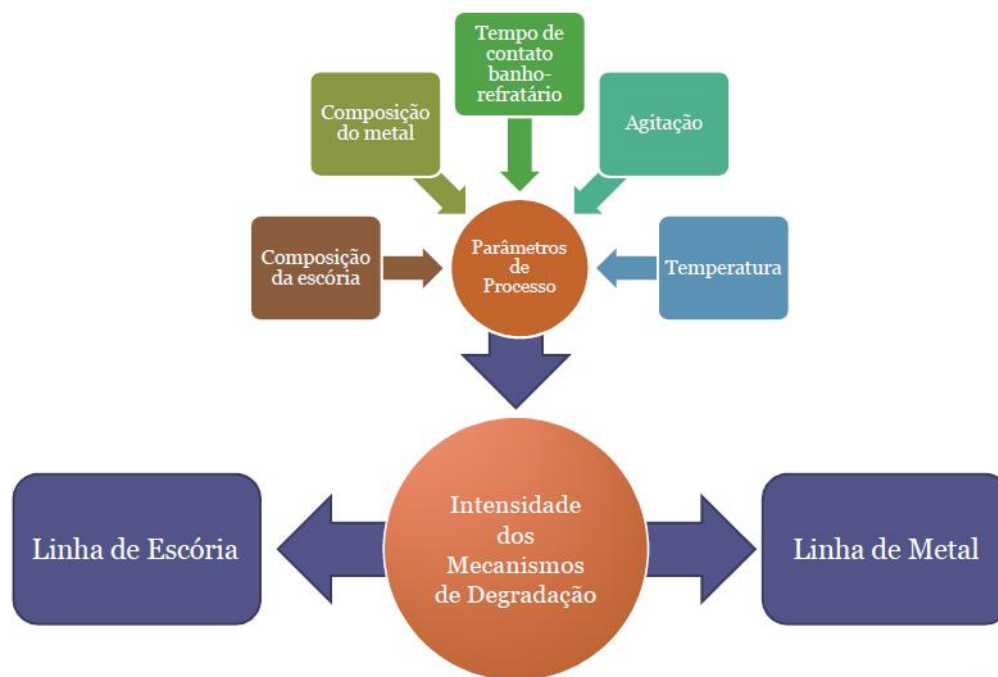 Tempo de
contato
banho-
refratário
Composição
do metal
Agitação
Composição
da escória
Parâmetros
de
Processo
Temperatura
Intensidade
dos
Mecanismos
de Degradação
Linha de Escória
Linha de Metal